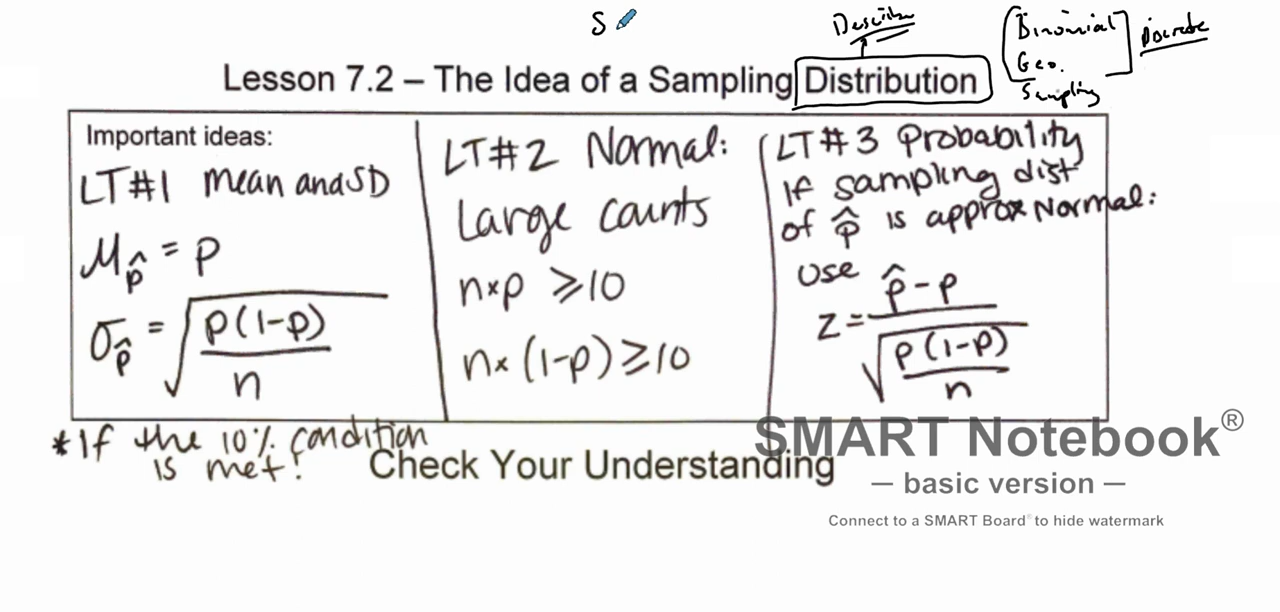 S
Describe
Binomial
Geo.
Sampling
Discrete
Lesson 7.2 – The Idea of a Sampling Distribution
Important ideas:
LT#1 mean and SD
μp̂ = p
σp̂ = √(p(1-p)/n)
*If the 10% condition
is met!
LT#2 Normal:
Large counts
n×p ≥10
n×(1-p)≥10
LT#3 Probability
If sampling dist
of p̂ is approx Normal:
Use
z = (p̂-p)/√(p(1-p)/n)
Check Your Understanding
SMART Notebook®
— basic version —
Connect to a SMART Board® to hide watermark